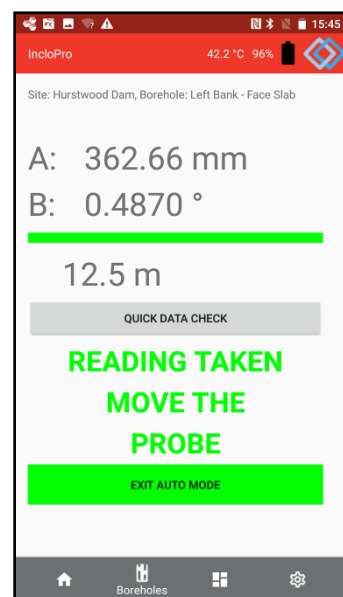 15:45
IncloPro 42.2 °C 96%
Site: Hurstwood Dam, Borehole: Left Bank - Face Slab
A: 362.66 mm
B: 0.4870 °
12.5 m
QUICK DATA CHECK
READING TAKEN
MOVE THE
PROBE
EXIT AUTO MODE
Boreholes